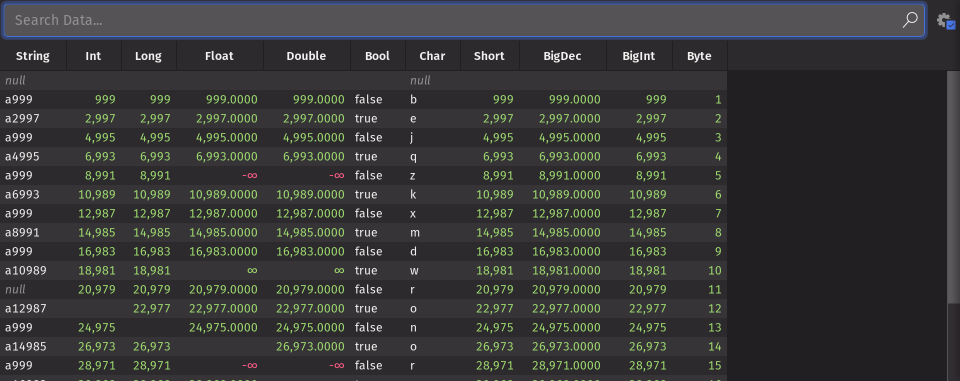 Search Data...
String Int Long Float Double Bool Char Short BigDec BigInt Byte
null null
a999 999 999 999.0000 999.0000 false b 999 999.0000 999 1
a2997 2,997 2,997 2,997.0000 2,997.0000 true e 2,997 2,997.0000 2,997 2
a999 4,995 4,995 4,995.0000 4,995.0000 false j 4,995 4,995.0000 4,995 3
a4995 6,993 6,993 6,993.0000 6,993.0000 true q 6,993 6,993.0000 6,993 4
a999 8,991 8,991 -∞ -∞ false z 8,991 8,991.0000 8,991 5
a6993 10,989 10,989 10,989.0000 10,989.0000 true k 10,989 10,989.0000 10,989 6
a999 12,987 12,987 12,987.0000 12,987.0000 false x 12,987 12,987.0000 12,987 7
a8991 14,985 14,985 14,985.0000 14,985.0000 true m 14,985 14,985.0000 14,985 8
a999 16,983 16,983 16,983.0000 16,983.0000 false d 16,983 16,983.0000 16,983 9
a10989 18,981 18,981 ∞ ∞ true w 18,981 18,981.0000 18,981 10
null 20,979 20,979 20,979.0000 20,979.0000 false r 20,979 20,979.0000 20,979 11
a12987 22,977 22,977.0000 22,977.0000 true o 22,977 22,977.0000 22,977 12
a999 24,975 24,975.0000 24,975.0000 false n 24,975 24,975.0000 24,975 13
a14985 26,973 26,973 26,973.0000 true o 26,973 26,973.0000 26,973 14
a999 28,971 28,971 -∞ -∞ false r 28,971 28,971.0000 28,971 15